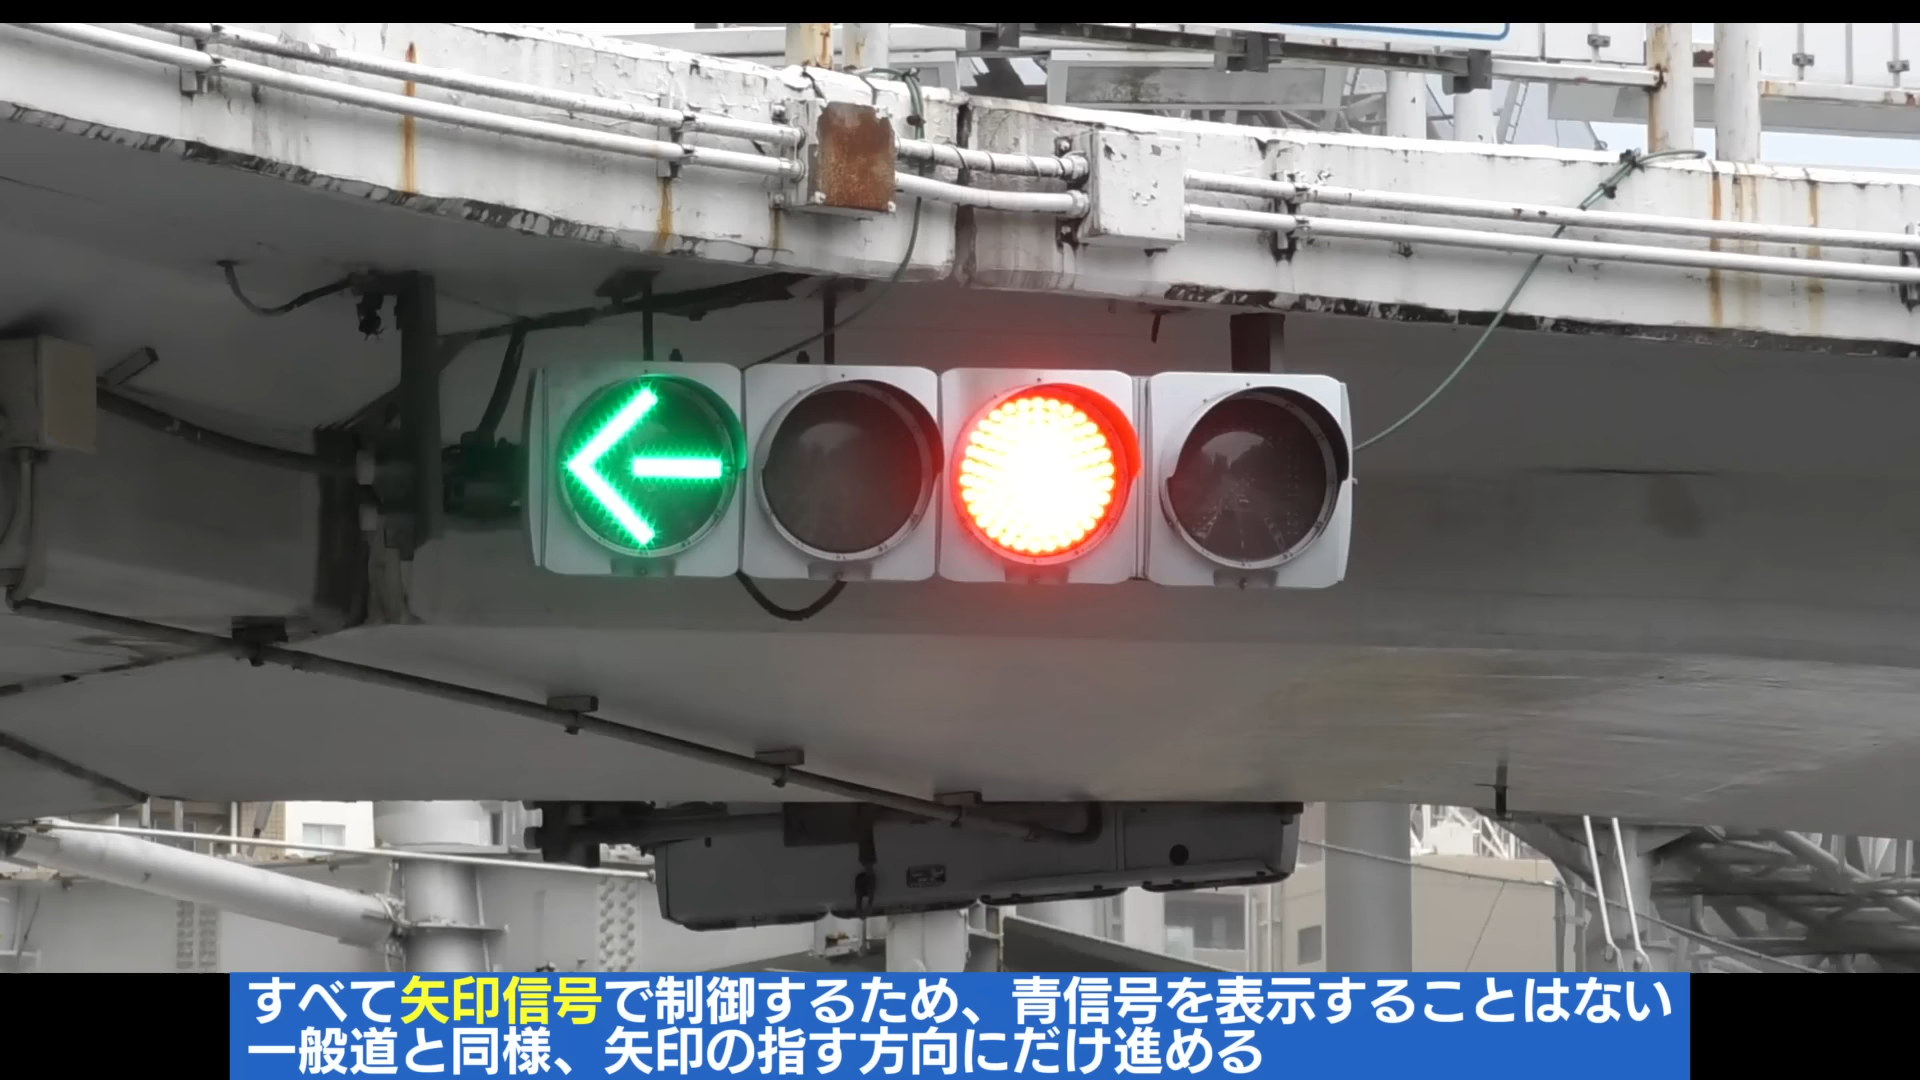 すべて矢印信号で制御するため、青信号を表示することはない
一般道と同様、矢印の指す方向にだけ進める